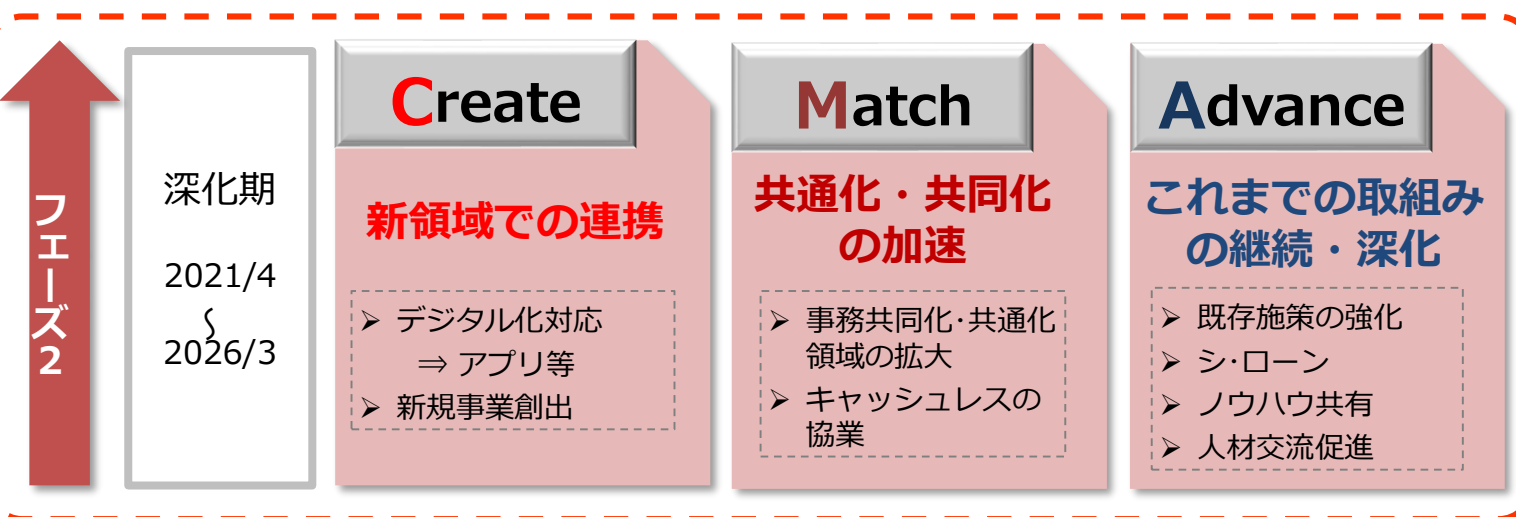 フェーズ2
深化期
2021/4
～
2026/3
Create
新領域での連携
➢ デジタル化対応
⇒ アプリ等
➢ 新規事業創出
Match
共通化・共同化
の加速
➢ 事務共同化・共通化
領域の拡大
➢ キャッシュレスの
協業
Advance
これまでの取組み
の継続・深化
➢ 既存施策の強化
➢ シ・ローン
➢ ノウハウ共有
➢ 人材交流促進